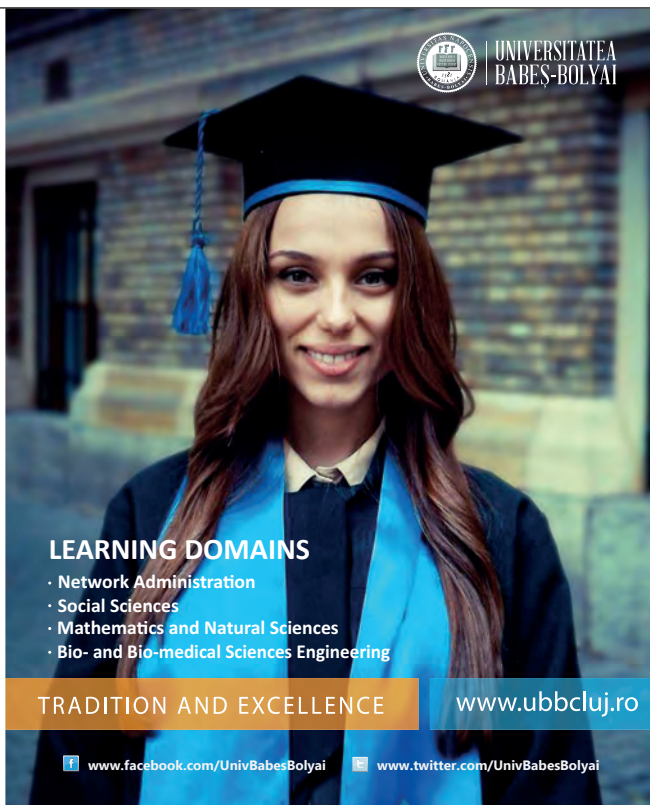 UNIVERSITATEA
BABEȘ-BOLYAI
LEARNING DOMAINS
· Network Administration
· Social Sciences
· Mathematics and Natural Sciences
· Bio- and Bio-medical Sciences Engineering
TRADITION AND EXCELLENCE
www.ubbcluj.ro
www.facebook.com/UnivBabesBolyai
www.twitter.com/UnivBabesBolyai